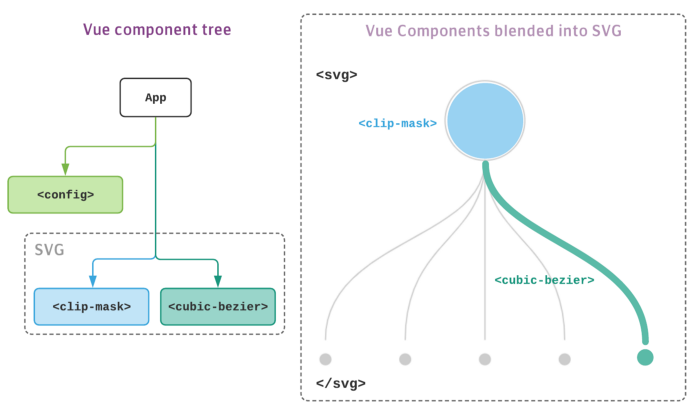 Vue component tree
App
<config>
SVG
<clip-mask>
<cubic-bezier>
Vue Components blended into SVG
<svg>
<clip-mask>
<cubic-bezier>
</svg>